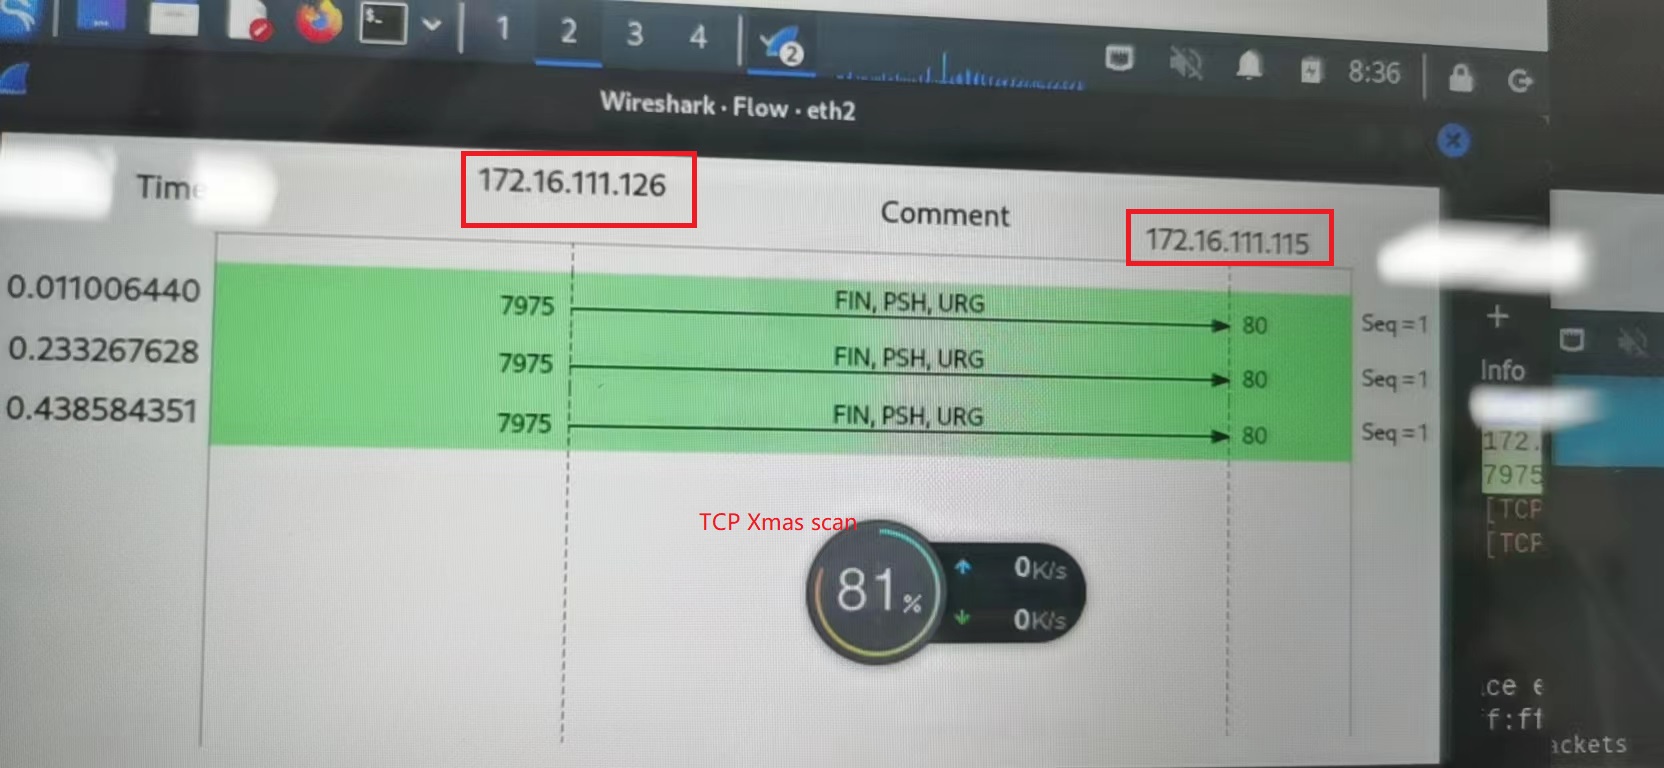 $_
1 2 3 4
2
8:36
Wireshark · Flow · eth2
Time
172.16.111.126
Comment
172.16.111.115
0.011006440
7975
FIN, PSH, URG
80
Seq=1
0.233267628
7975
FIN, PSH, URG
80
Seq=1
0.438584351
7975
FIN, PSH, URG
80
Seq=1
+
Info
172.
7975
[TCP
[TCP
TCP Xmas scan
81%
0K/s
0K/s
ce e
f:ff
ackets